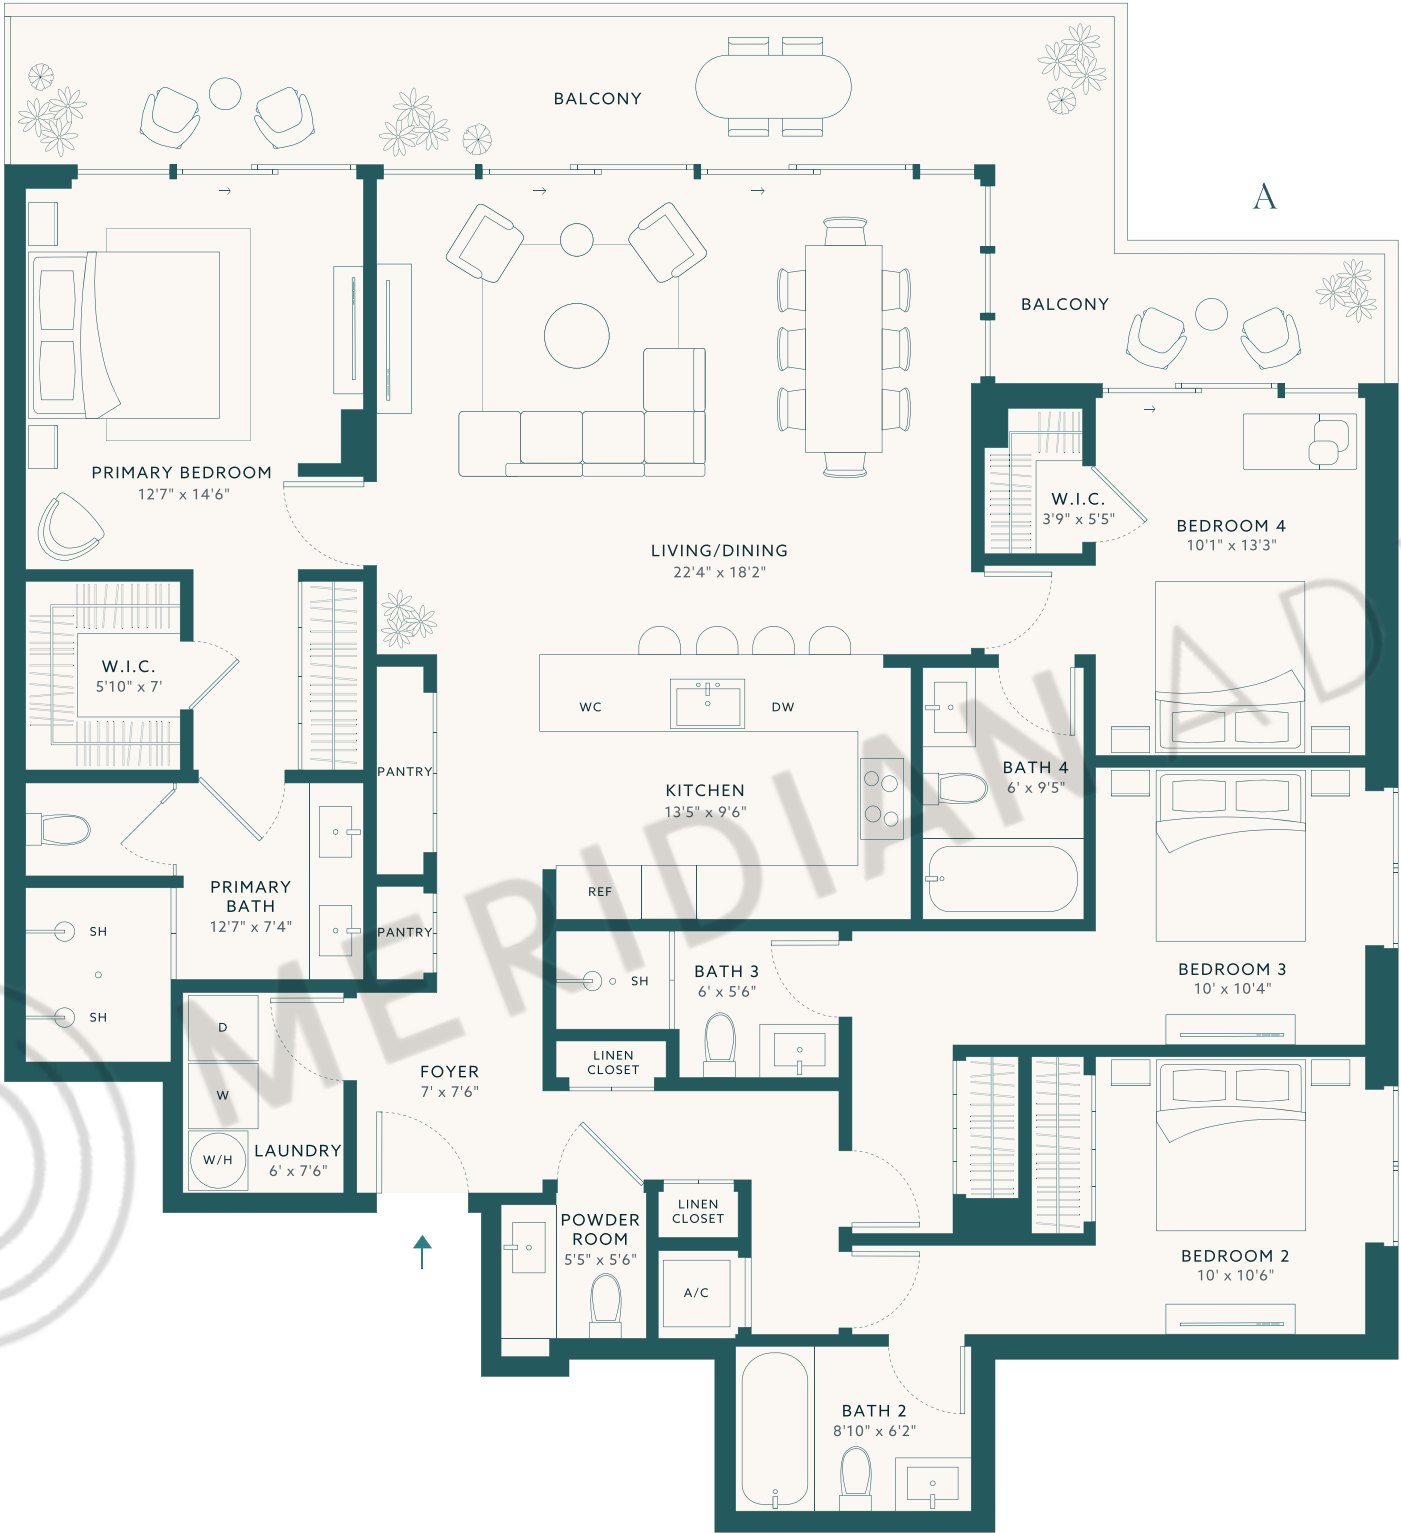 BALCONY
A
BALCONY
PRIMARY BEDROOM
12'7" x 14'6"
W.I.C.
3'9" x 5'5"
BEDROOM 4
10'1" x 13'3"
LIVING/DINING
22'4" x 18'2"
W.I.C.
5'10" x 7'
WC
DW
PANTRY
KITCHEN
13'5" x 9'6"
BATH 4
6' x 9'5"
PRIMARY
BATH
12'7" x 7'4"
REF
PANTRY
SH
SH
SH
BATH 3
6' x 5'6"
BEDROOM 3
10' x 10'4"
D
W
W/H
LAUNDRY
6' x 7'6"
FOYER
7' x 7'6"
LINEN
CLOSET
POWDER
ROOM
5'5" x 5'6"
LINEN
CLOSET
A/C
BEDROOM 2
10' x 10'6"
BATH 2
8'10" x 6'2"
MERIDIAN AD